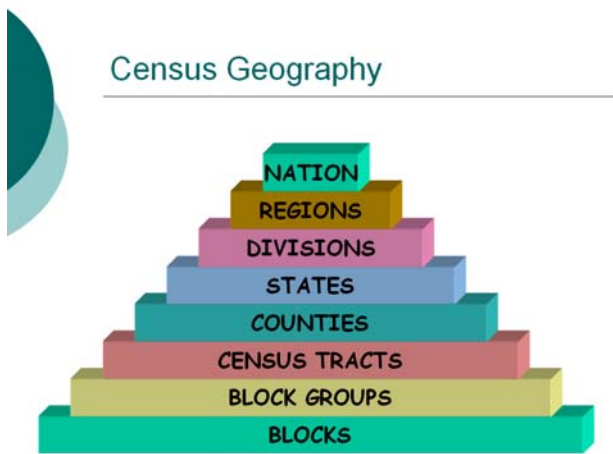 Census Geography
NATION
REGIONS
DIVISIONS
STATES
COUNTIES
CENSUS TRACTS
BLOCK GROUPS
BLOCKS